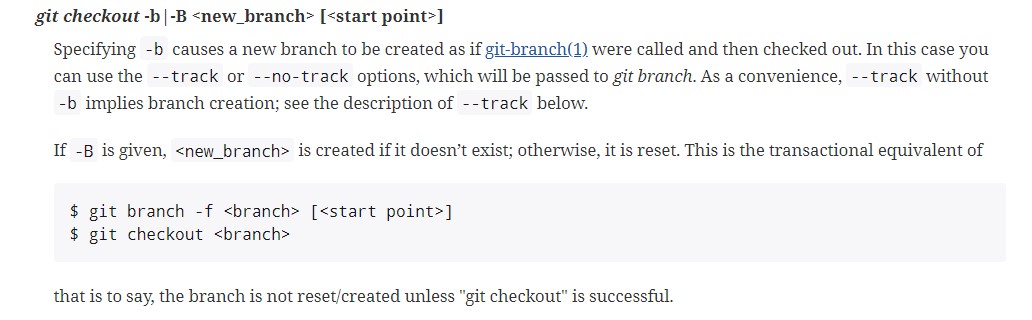 git checkout -b|-B <new_branch> [<start point>]
Specifying -b causes a new branch to be created as if git-branch(1) were called and then checked out. In this case you
can use the --track or --no-track options, which will be passed to git branch. As a convenience, --track without
-b implies branch creation; see the description of --track below.
If -B is given, <new_branch> is created if it doesn’t exist; otherwise, it is reset. This is the transactional equivalent of
$ git branch -f <branch> [<start point>]
$ git checkout <branch>
that is to say, the branch is not reset/created unless "git checkout" is successful.